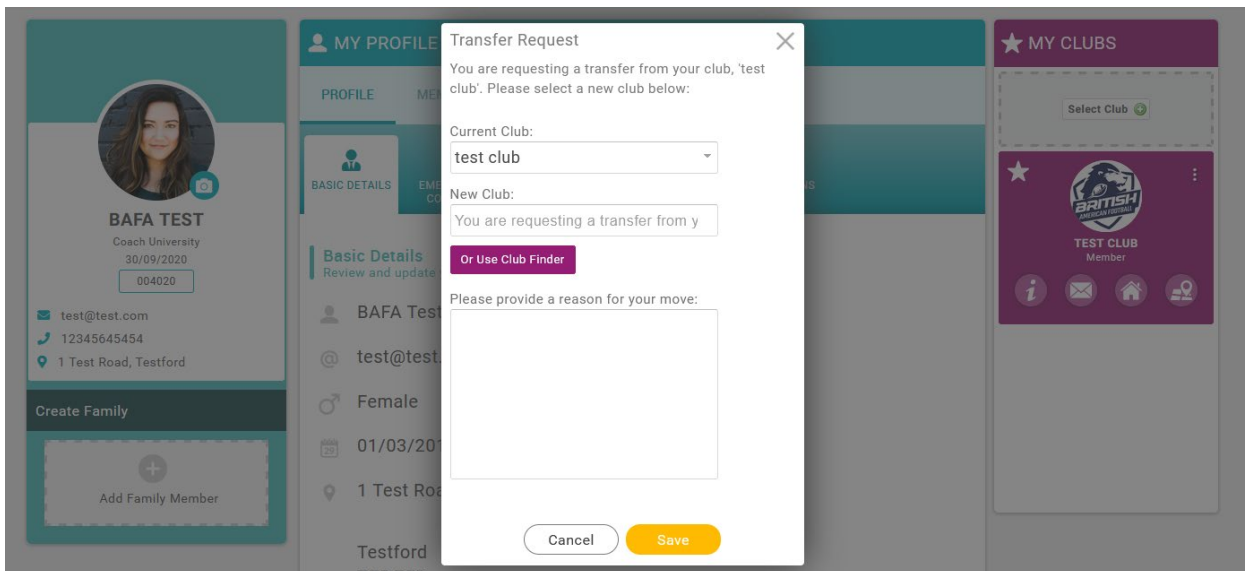 BAFA TEST
Coach University
30/09/2020
004020
test@test.com
12345645454
1 Test Road, Testford
Create Family
Add Family Member
MY PROFILE
PROFILE
BASIC DETAILS
Basic Details
Review and update
BAFA Test
test@test.
Female
29
01/03/201
1 Test Roa
Testford
Transfer Request
You are requesting a transfer from your club, 'test
club'. Please select a new club below:
Current Club:
test club
New Club:
You are requesting a transfer from y
Or Use Club Finder
Please provide a reason for your move:
Cancel
Save
MY CLUBS
Select Club
BRITISH
AMERICAN FOOTBALL
TEST CLUB
Member